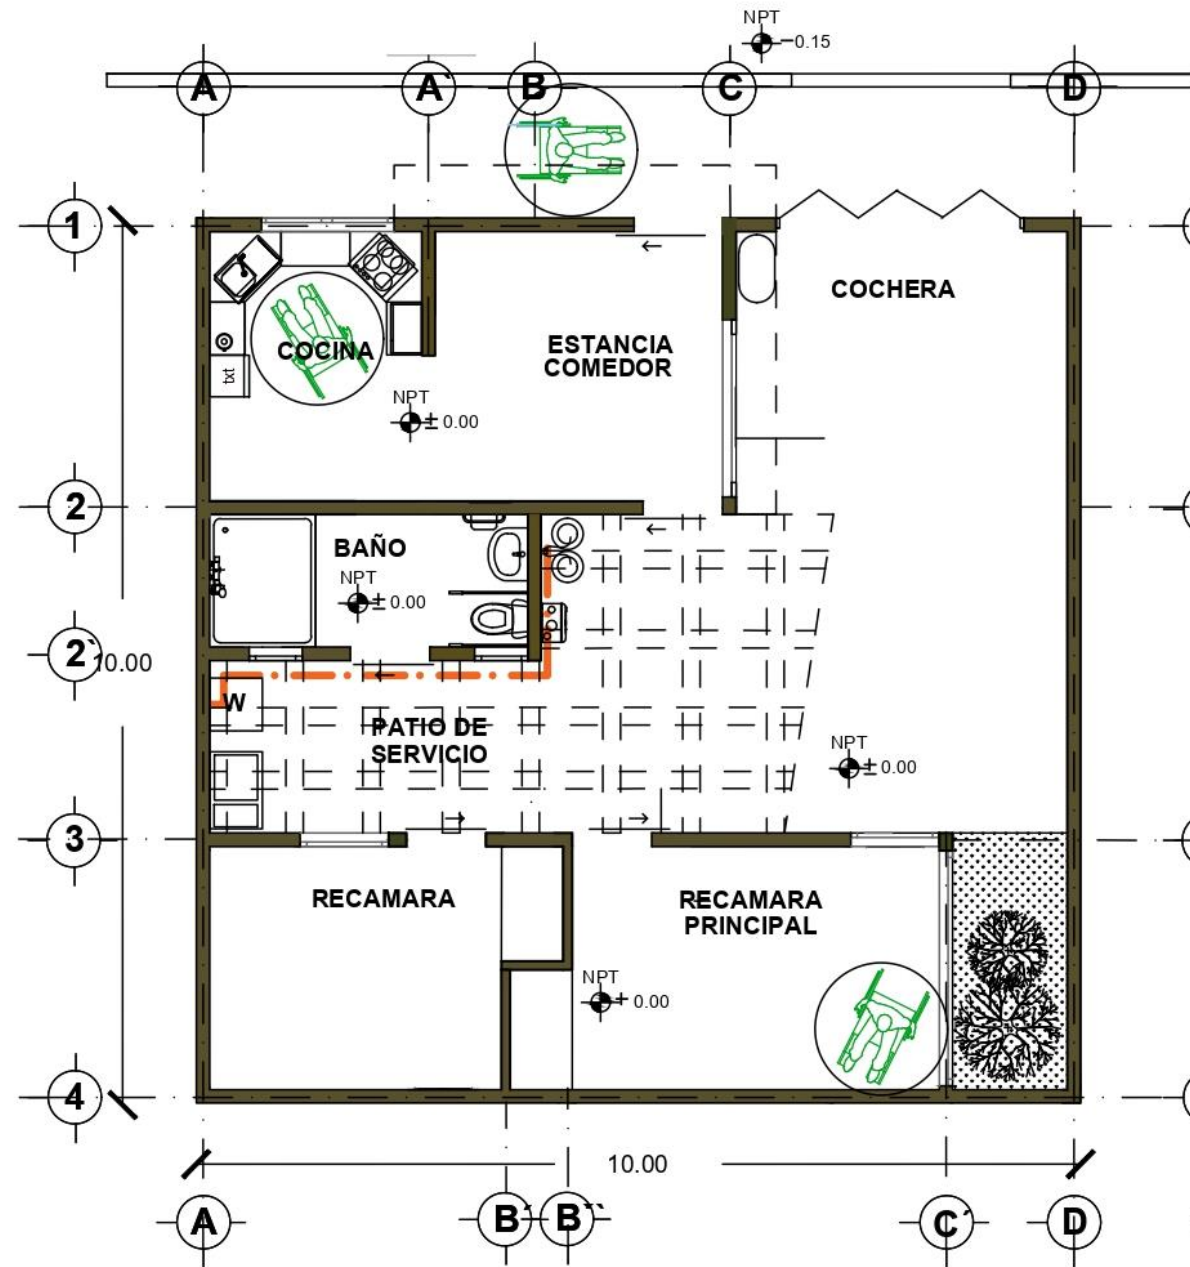 NPT
-0.15
A
A`
B
C
D
1
COCHERA
ESTANCIA
COMEDOR
COCINA
txt
NPT
± 0.00
2
BAÑO
NPT
± 0.00
2`
10.00
W
PATIO DE
SERVICIO
NPT
± 0.00
3
RECAMARA
RECAMARA
PRINCIPAL
NPT
+ 0.00
4
10.00
A
B´
B``
C´
D